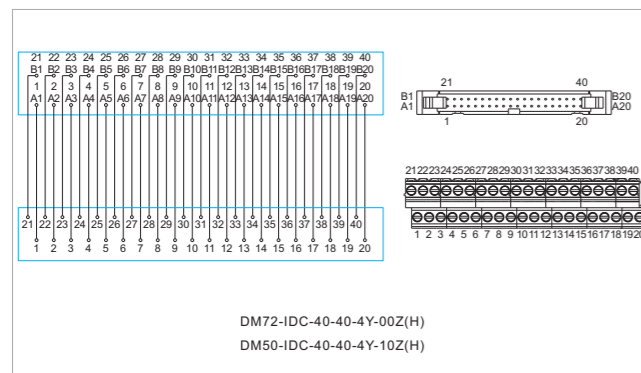 21 22 23 24 25 26 27 28 29 30 31 32 33 34 35 36 37 38 39 40
B1 B2 B3 B4 B5 B6 B7 B8 B9 B10 B11 B12 B13 B14 B15 B16 B17 B18 B19 B20
1 2 3 4 5 6 7 8 9 10 11 12 13 14 15 16 17 18 19 20
A1 A2 A3 A4 A5 A6 A7 A8 A9 A10 A11 A12 A13 A14 A15 A16 A17 A18 A19 A20
21 22 23 24 25 26 27 28 29 30 31 32 33 34 35 36 37 38 39 40
1 2 3 4 5 6 7 8 9 10 11 12 13 14 15 16 17 18 19 20
21 40
B1 B20
A1 A20
1 20
21 22 23 24 25 26 27 28 29 30 31 32 33 34 35 36 37 38 39 40
1 2 3 4 5 6 7 8 9 10 11 12 13 14 15 16 17 18 19 20
DM72-IDC-40-40-4Y-00Z(H)
DM50-IDC-40-40-4Y-10Z(H)